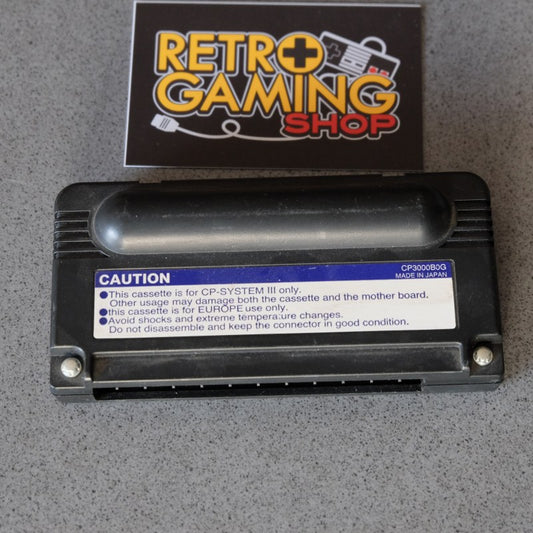 RETRO
GAMING
SHOP
CAUTION
CP3000B0G
MADE IN JAPAN
●This cassette is for CP-SYSTEM III only.
Other usage may damage both the cassette and the mother board.
●this cassette is for EUROPE use only.
●Avoid shocks and extreme tempera:ure changes.
Do not disassemble and keep the connector in good condition.